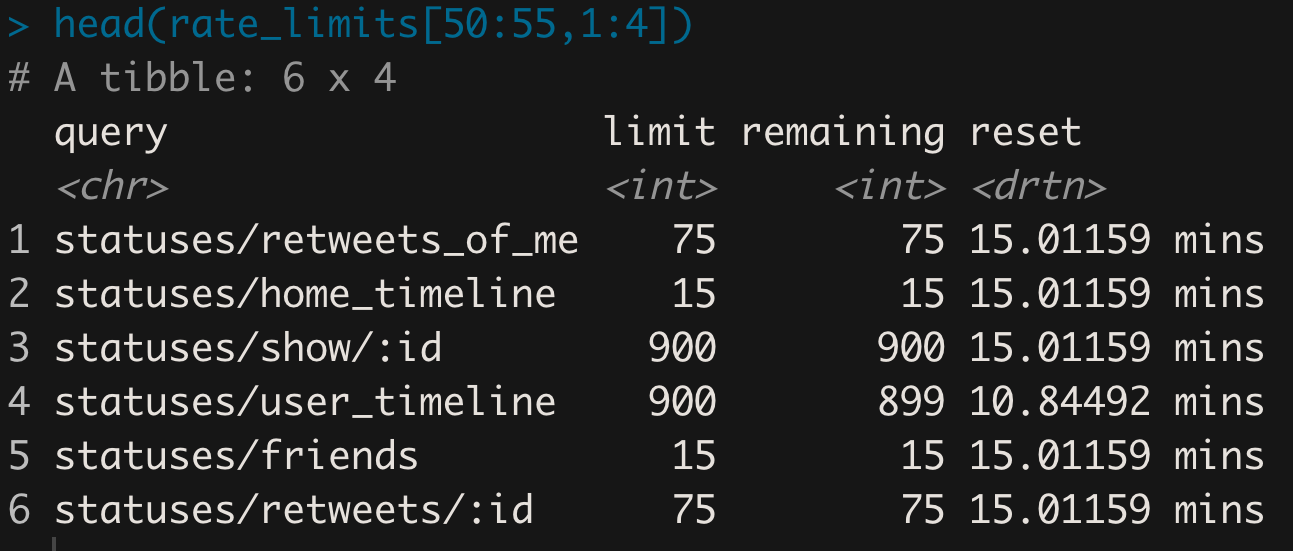 > head(rate_limits[50:55,1:4])
# A tibble: 6 x 4
query limit remaining reset
<chr> <int> <int> <drtn>
1 statuses/retweets_of_me 75 75 15.01159 mins
2 statuses/home_timeline 15 15 15.01159 mins
3 statuses/show/:id 900 900 15.01159 mins
4 statuses/user_timeline 900 899 10.84492 mins
5 statuses/friends 15 15 15.01159 mins
6 statuses/retweets/:id 75 75 15.01159 mins